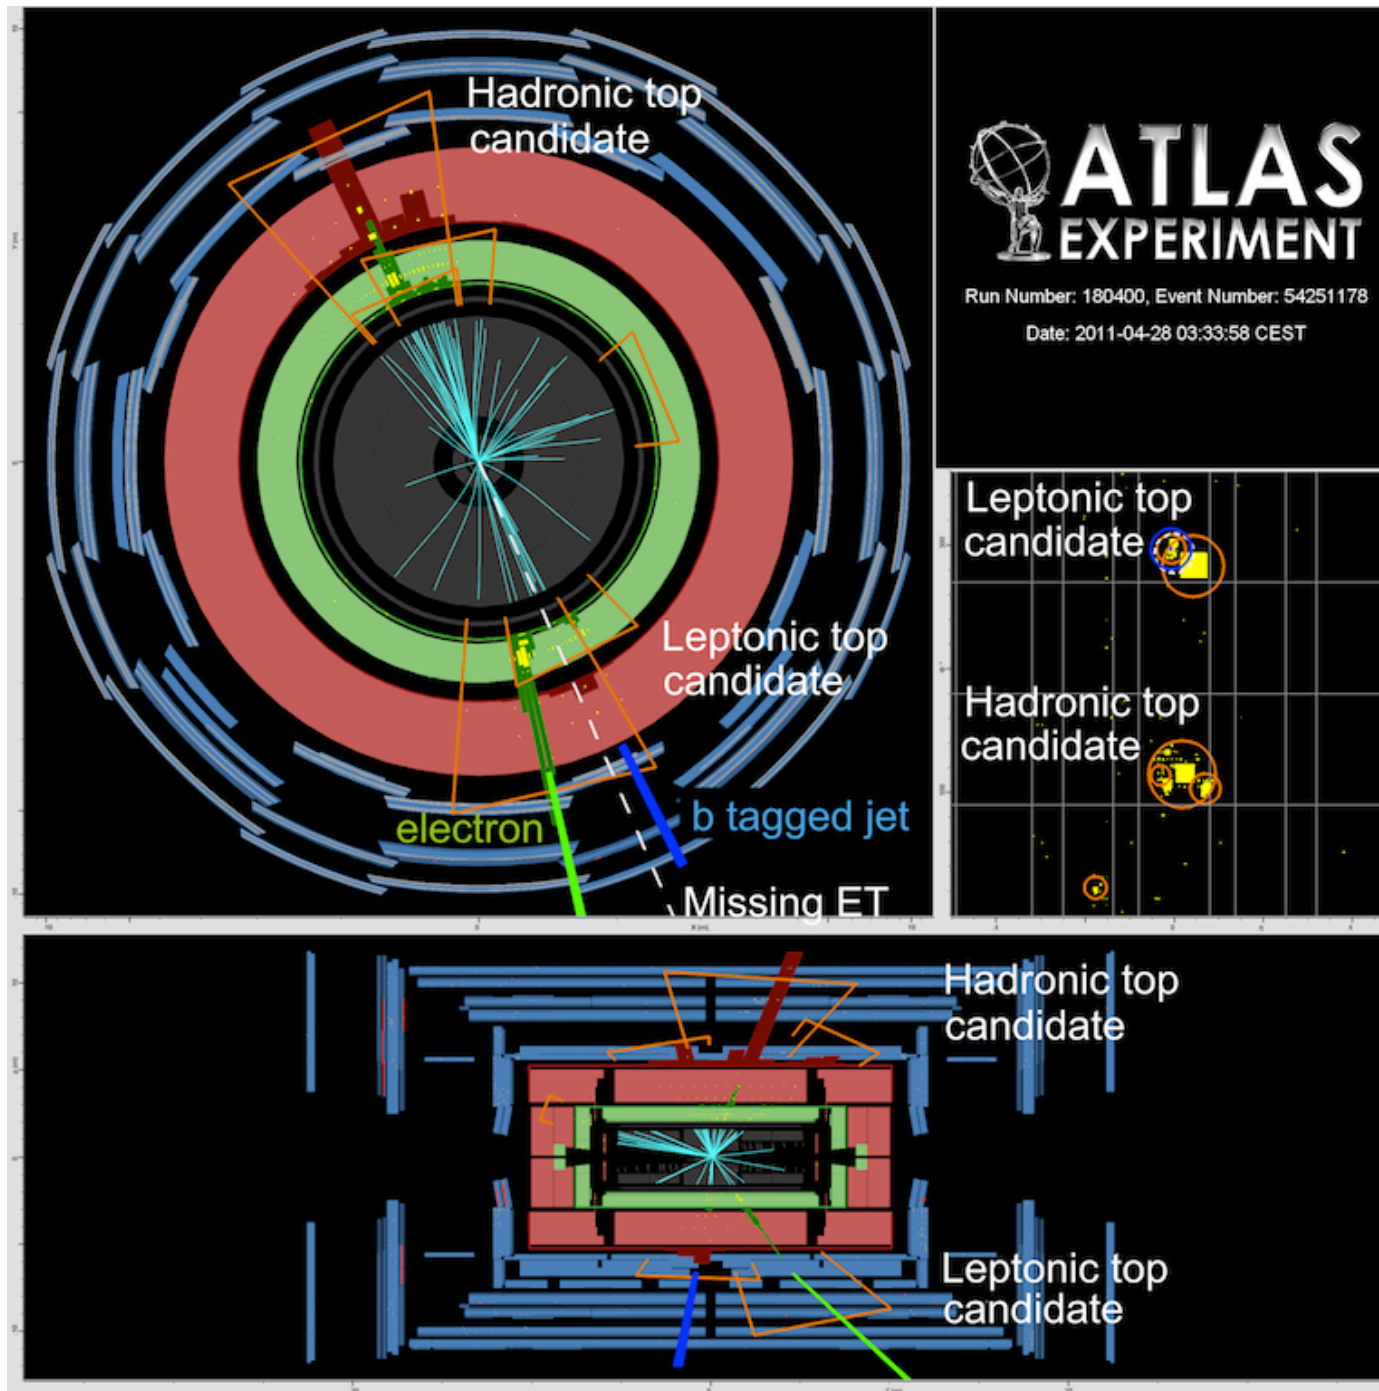 Hadronic top
candidate
Leptonic top
candidate
electron
b tagged jet
Missing ET
ATLAS
EXPERIMENT
Run Number: 180400, Event Number: 54251178
Date: 2011-04-28 03:33:58 CEST
Leptonic top
candidate
Hadronic top
candidate
Hadronic top
candidate
Leptonic top
candidate